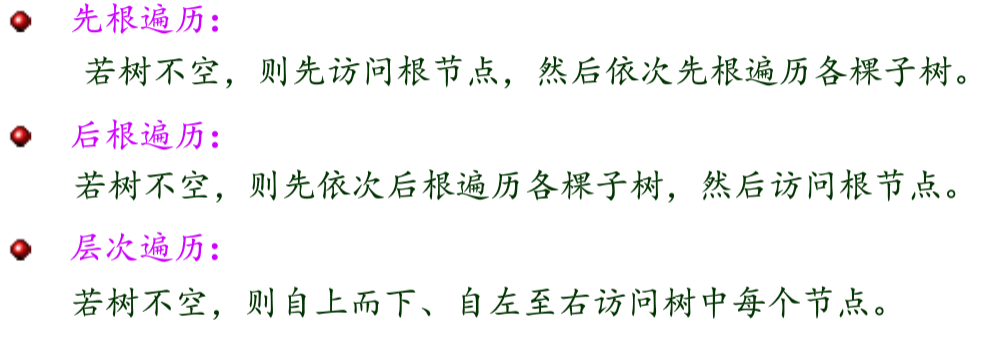 先根遍历：
若树不空，则先访问根节点，然后依次先根遍历各棵子树。
后根遍历：
若树不空，则先依次后根遍历各棵子树，然后访问根节点。
层次遍历：
若树不空，则自上而下、自左至右访问树中每个节点。